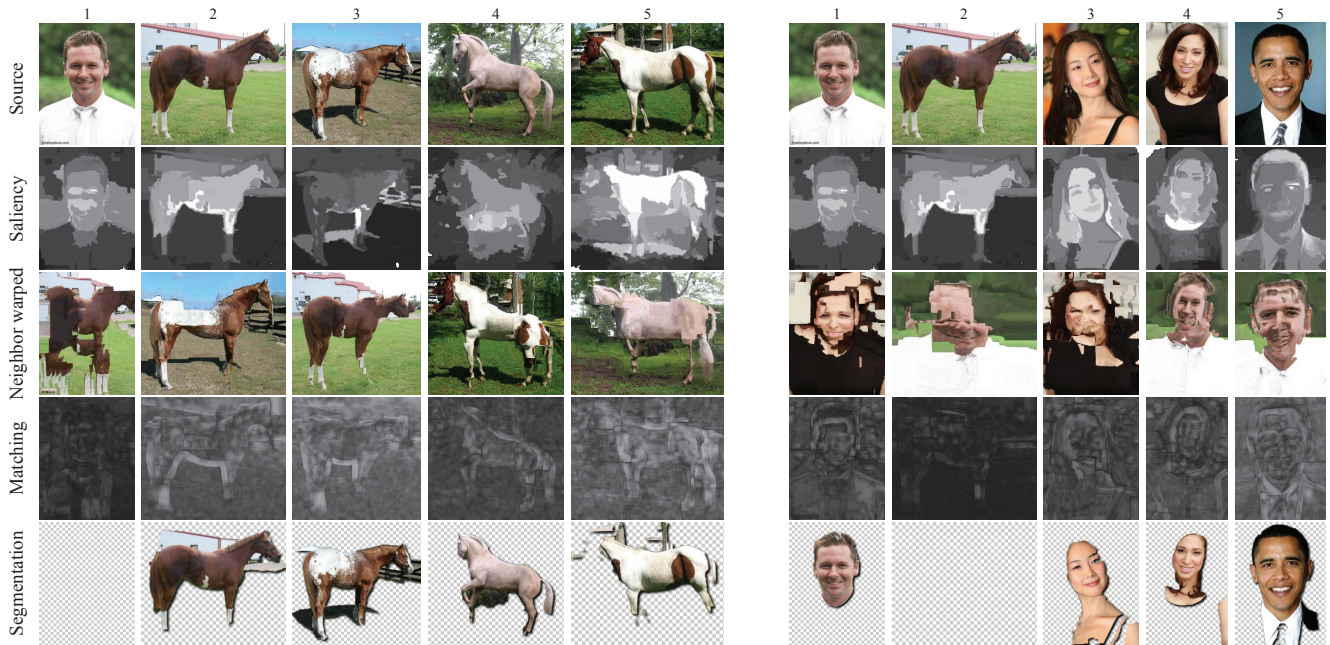 1 2 3 4 5 1 2 3 4 5
Source
Saliency
Neighbor warped
Matching
Segmentation